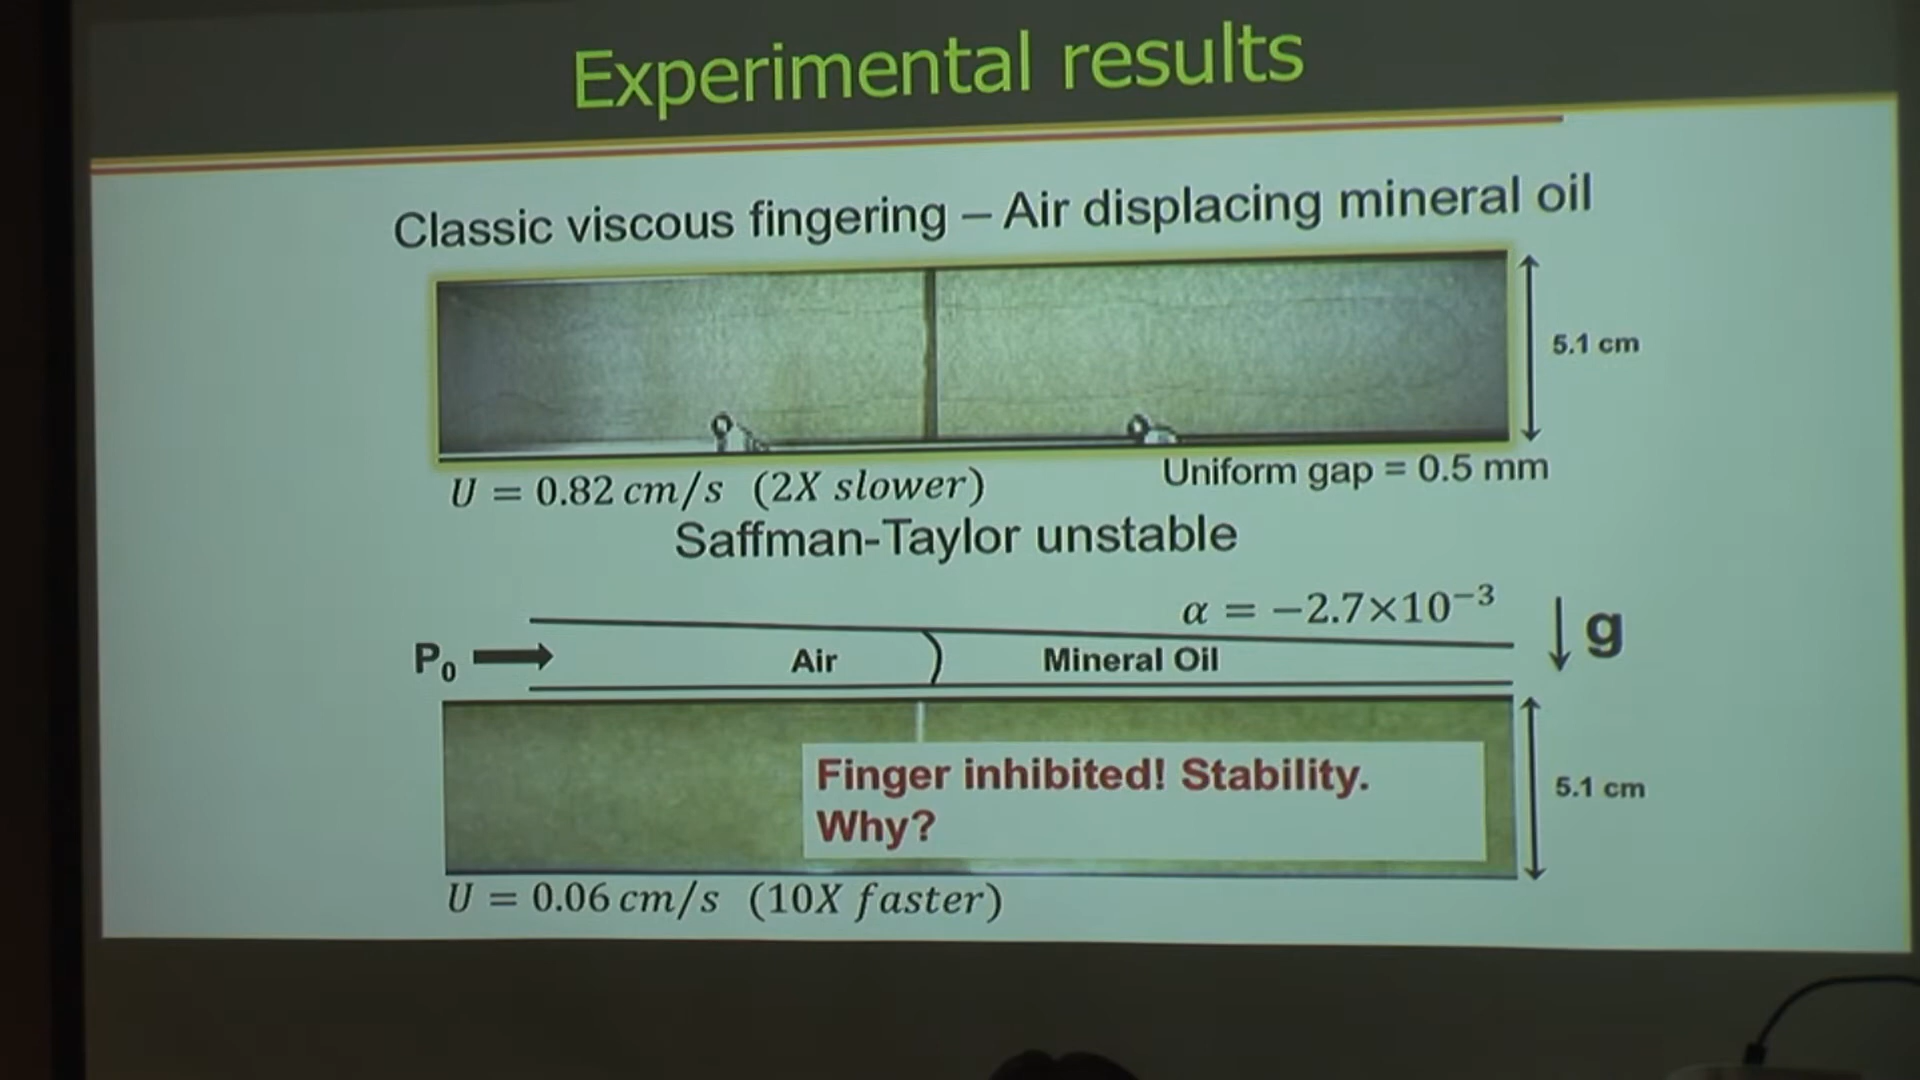 Experimental results
Classic viscous fingering – Air displacing mineral oil
5.1 cm
U = 0.82 cm/s (2X slower)
Uniform gap = 0.5 mm
Saffman-Taylor unstable
α = −2.7×10⁻³
g
P₀
Air
Mineral Oil
Finger inhibited! Stability.
Why?
5.1 cm
U = 0.06 cm/s (10X faster)